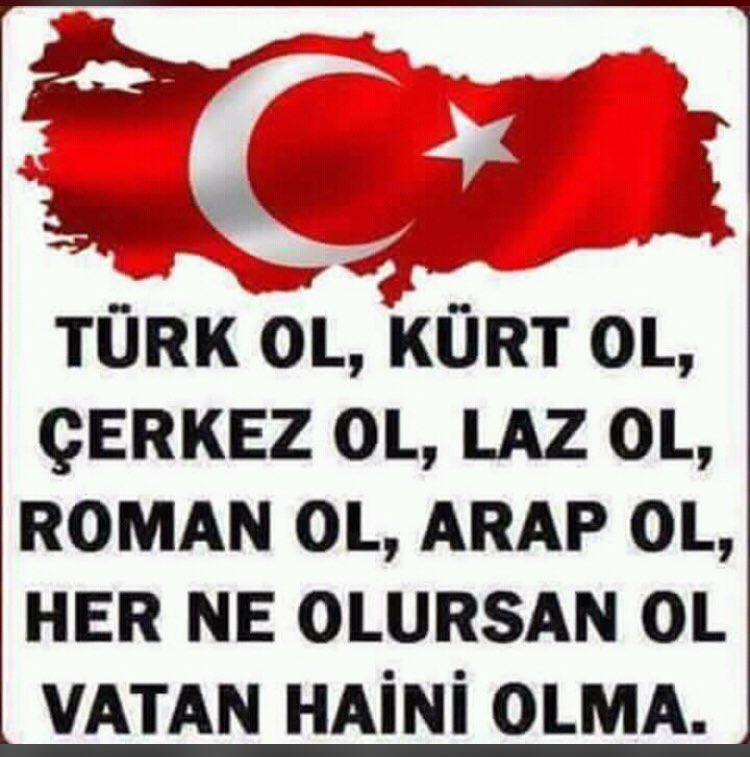 TÜRK OL, KÜRT OL,
ÇERKEZ OL, LAZ OL,
ROMAN OL, ARAP OL,
HER NE OLURSAN OL
VATAN HAİNİ OLMA.